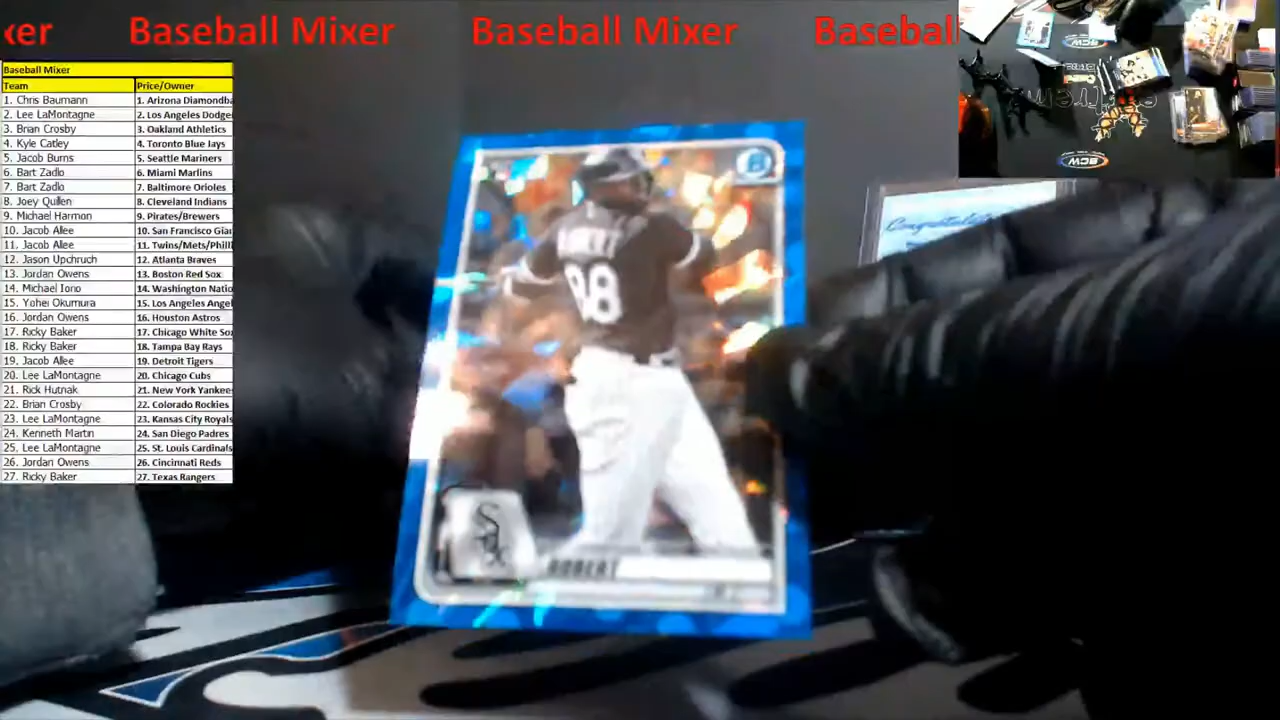 ‹er Baseball Mixer Baseball Mixer Baseball
Baseball Mixer
Team Price/Owner
1. Chris Baumann 1. Arizona Diamondba
2. Lee LaMontagne 2. Los Angeles Dodge
3. Brian Crosby 3. Oakland Athletics
4. Kyle Catley 4. Toronto Blue Jays
5. Jacob Burns 5. Seattle Mariners
6. Bart Zadlo 6. Miami Marlins
7. Bart Zadlo 7. Baltimore Orioles
8. Joey Quillen 8. Cleveland Indians
9. Michael Harmon 9. Pirates/Brewers
10. Jacob Allee 10. San Francisco Gia
11. Jacob Allee 11. Twins/Mets/Phill
12. Jason Upchruch 12. Atlanta Braves
13. Jordan Owens 13. Boston Red Sox
14. Michael Iorio 14. Washington Natio
15. Yohei Okumura 15. Los Angeles Angel
16. Jordan Owens 16. Houston Astros
17. Ricky Baker 17. Chicago White So
18. Ricky Baker 18. Tampa Bay Rays
19. Jacob Allee 19. Detroit Tigers
20. Lee LaMontagne 20. Chicago Cubs
21. Rick Hutnak 21. New York Yankee
22. Brian Crosby 22. Colorado Rockies
23. Lee LaMontagne 23. Kansas City Royals
24. Kenneth Martin 24. San Diego Padres
25. Lee LaMontagne 25. St. Louis Cardinals
26. Jordan Owens 26. Cincinnati Reds
27. Ricky Baker 27. Texas Rangers
B
88
Sox
ROBERT
BCW
BCW